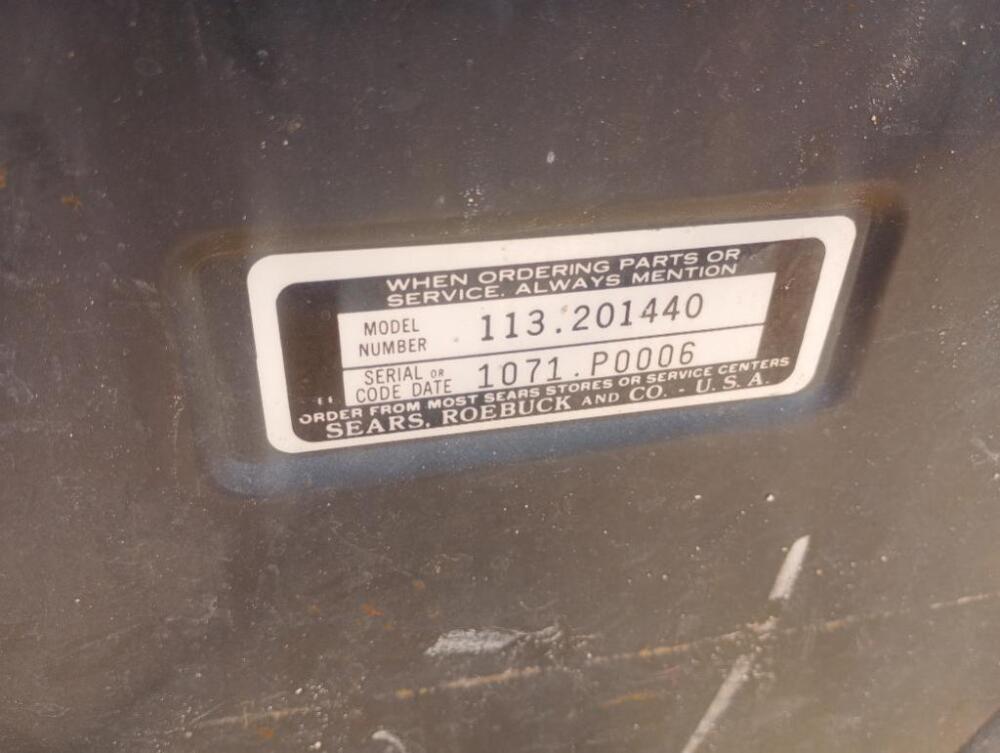 WHEN ORDERING PARTS OR
SERVICE. ALWAYS MENTION
MODEL NUMBER 113.201440
SERIAL OR CODE DATE 1071.P0006
ORDER FROM MOST SEARS STORES OR SERVICE CENTERS
SEARS, ROEBUCK AND CO. - U.S.A.